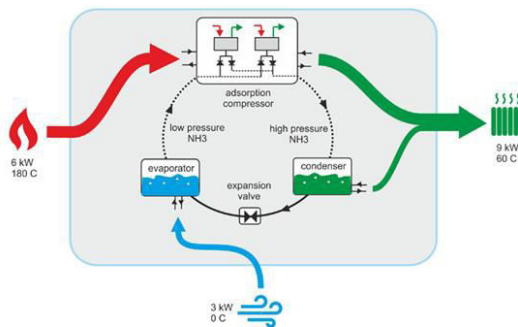 adsorption
compressor
low pressure
NH3
high pressure
NH3
6 kW
180 C
9 kW
60 C
evaporator
condenser
expansion
valve
3 kW
0 C